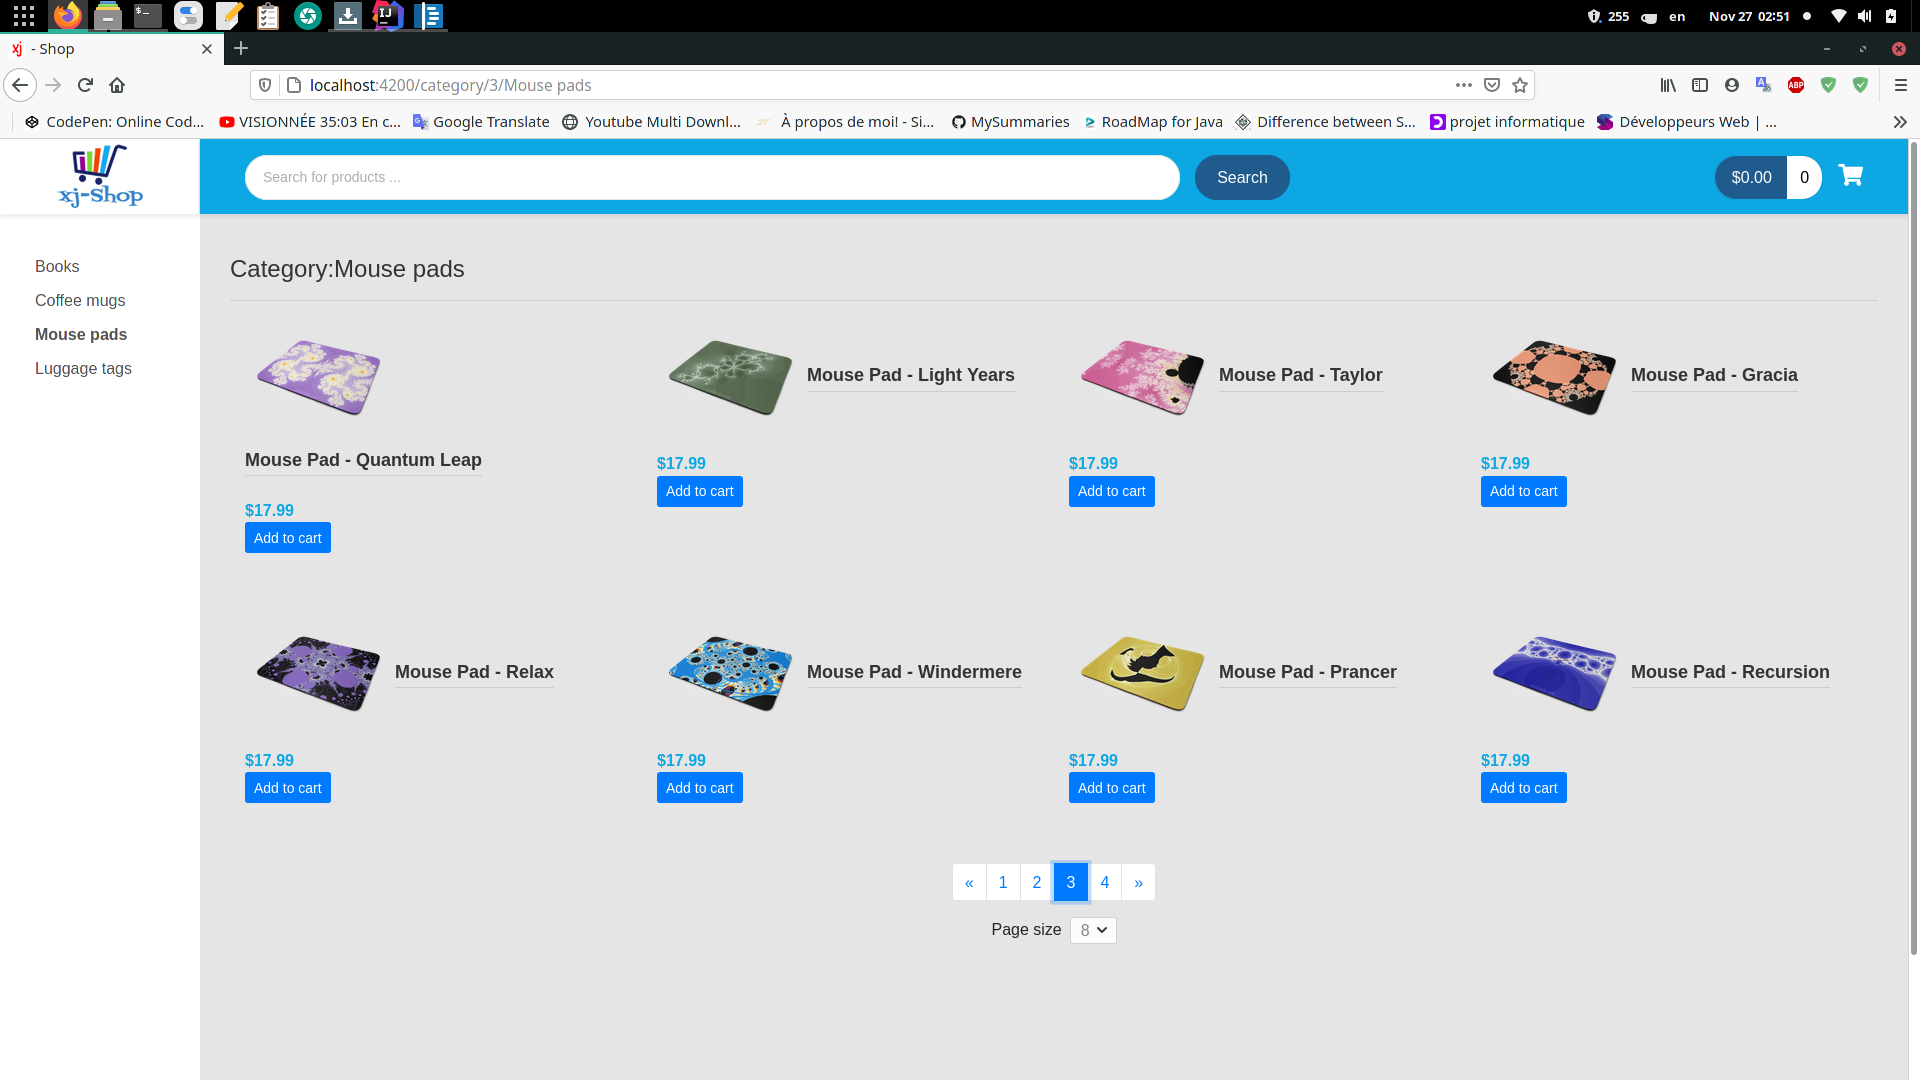 255 en Nov 27 02:51
xj - Shop
localhost:4200/category/3/Mouse pads
ABP
CodePen: Online Cod... VISIONNÉE 35:03 En c... Google Translate Youtube Multi Downl... À propos de moi! - Si... MySummaries RoadMap for Java Difference between S... projet informatique Développeurs Web | ...
xj-Shop
Search for products ... Search $0.00 0
Books
Coffee mugs
Mouse pads
Luggage tags
Category:Mouse pads
Mouse Pad - Quantum Leap
$17.99
Add to cart
Mouse Pad - Light Years
$17.99
Add to cart
Mouse Pad - Taylor
$17.99
Add to cart
Mouse Pad - Gracia
$17.99
Add to cart
Mouse Pad - Relax
$17.99
Add to cart
Mouse Pad - Windermere
$17.99
Add to cart
Mouse Pad - Prancer
$17.99
Add to cart
Mouse Pad - Recursion
$17.99
Add to cart
« 1 2 3 4 »
Page size 8